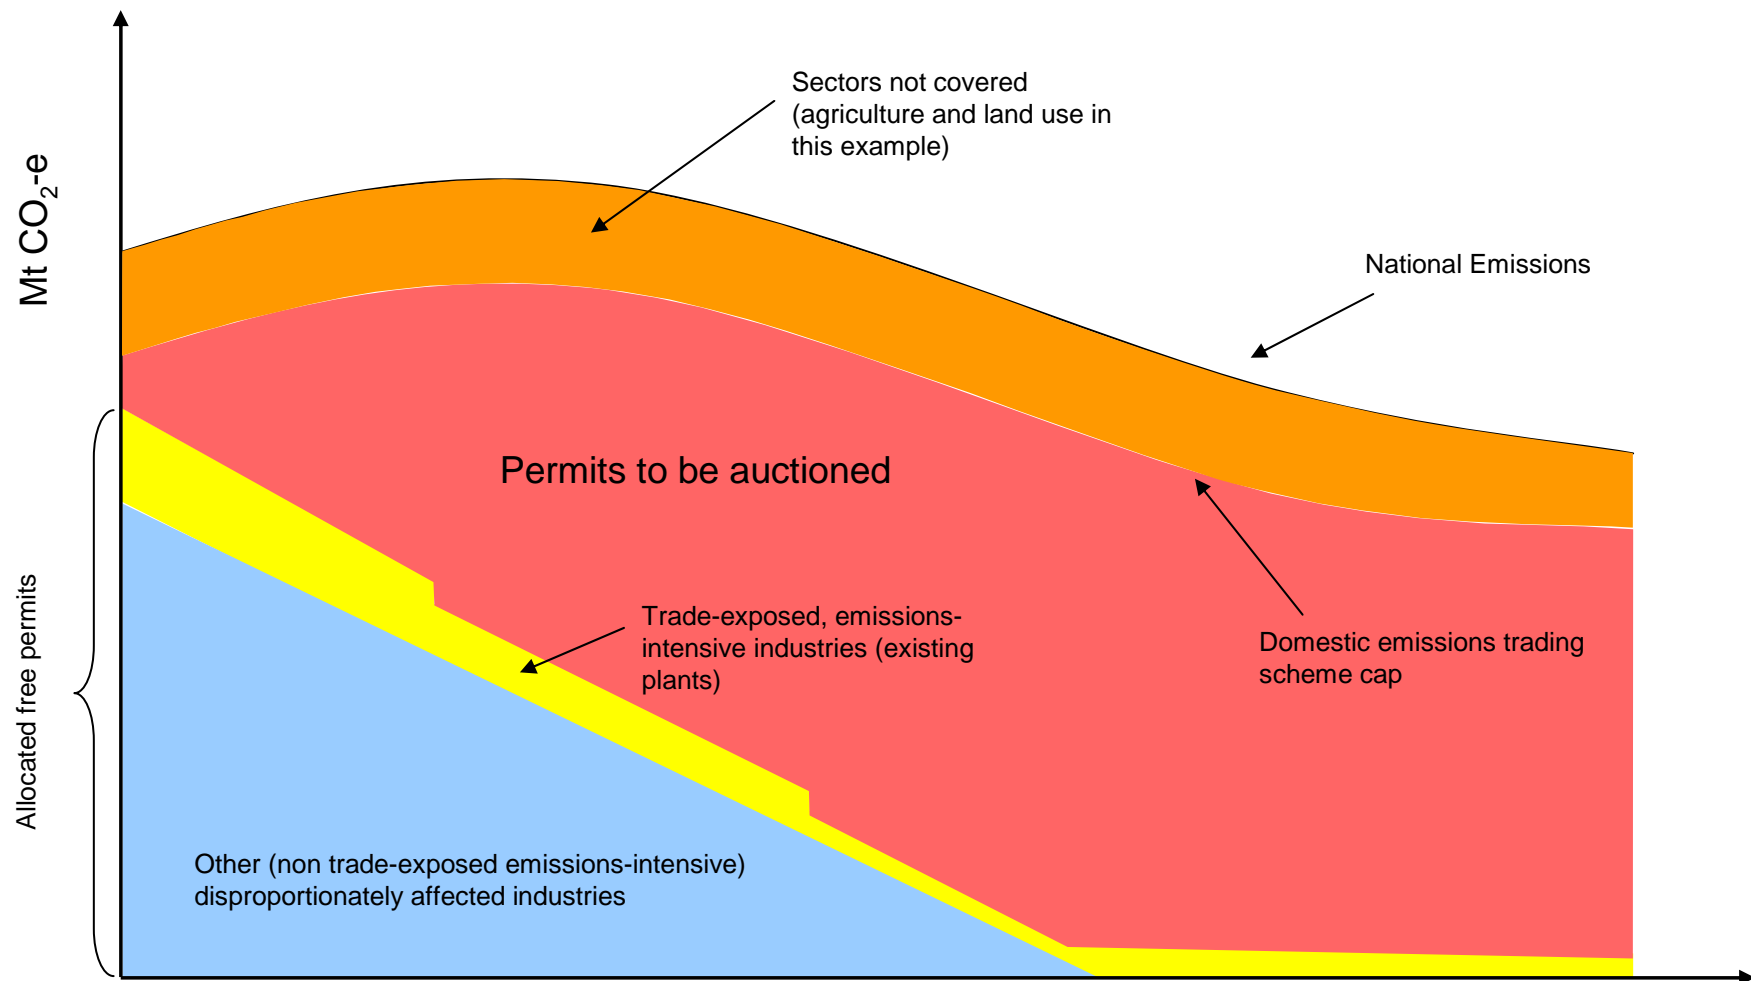 Sectors not covered
(agriculture and land use in
this example)
Mt CO₂-e
National Emissions
Permits to be auctioned
Trade-exposed, emissions-
intensive industries (existing
plants)
Domestic emissions trading
scheme cap
Allocated free permits
Other (non trade-exposed emissions-intensive)
disproportionately affected industries